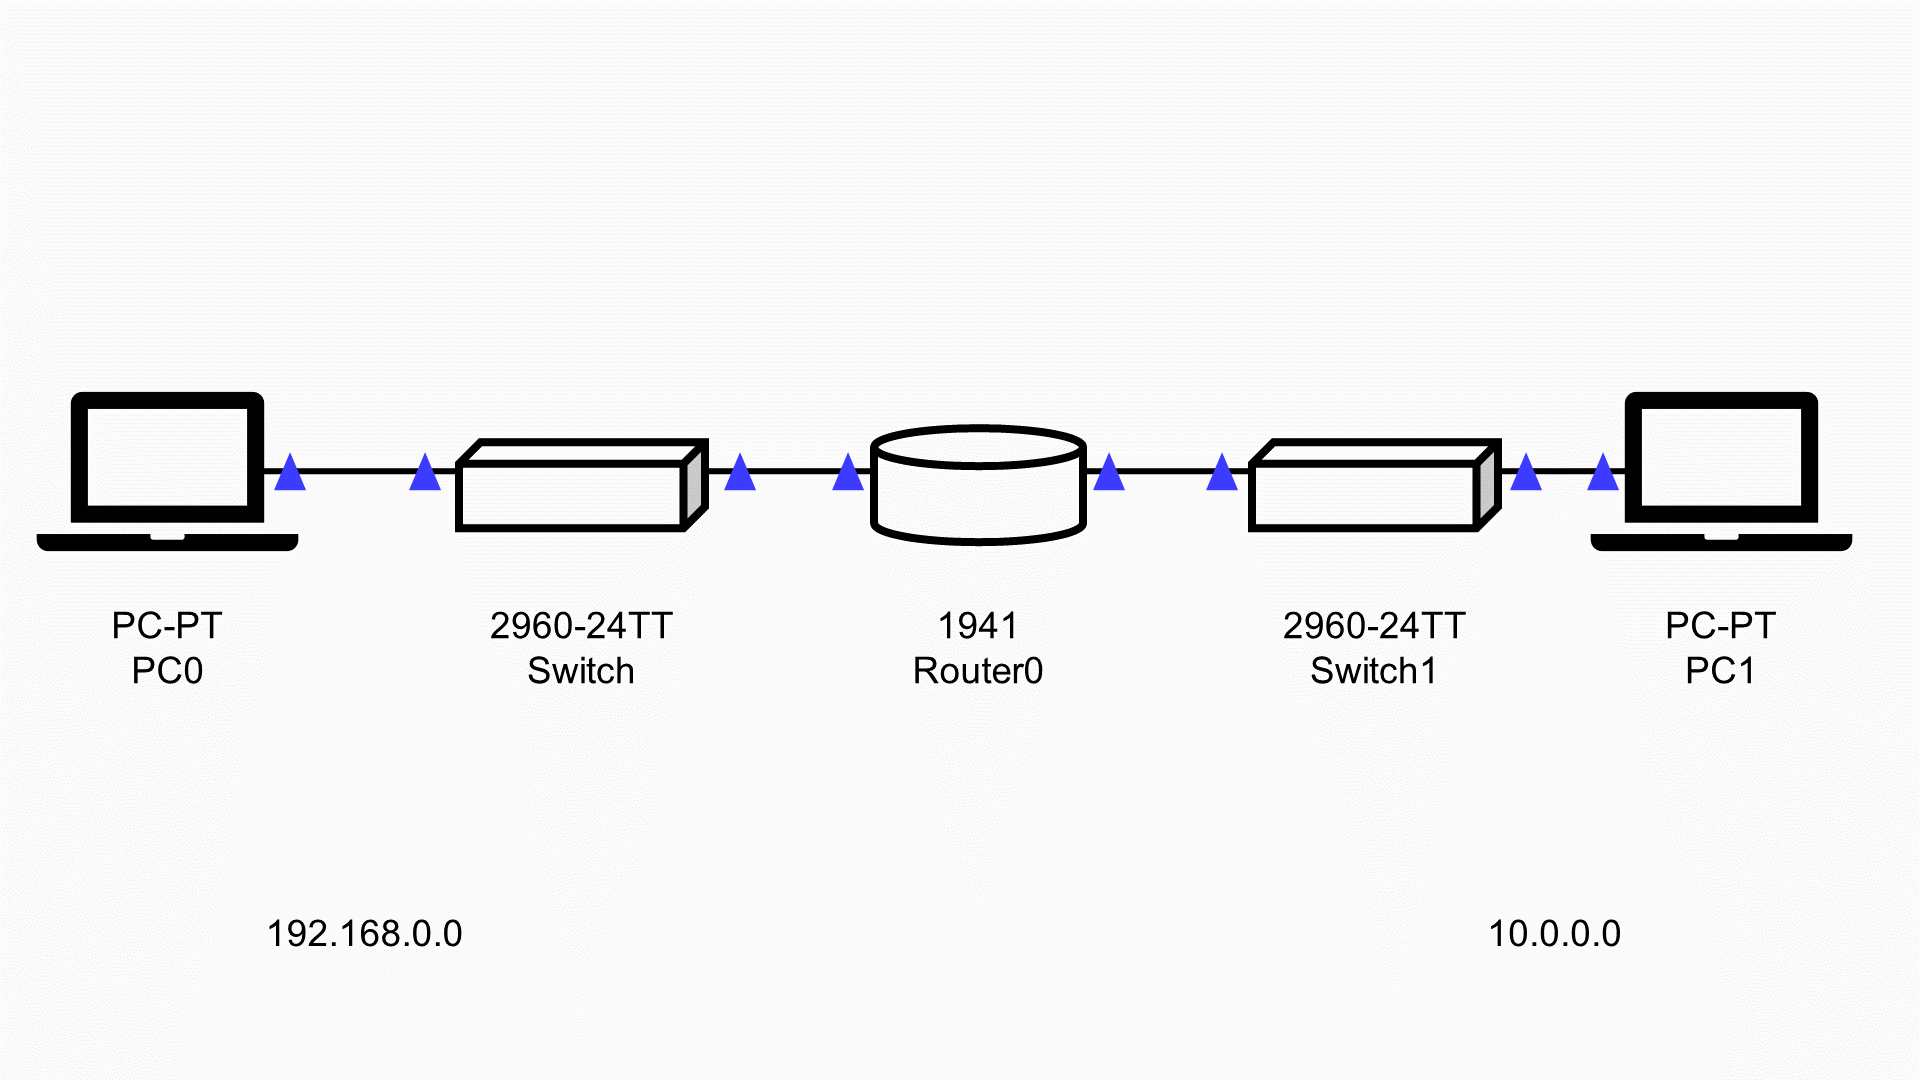 PC-PT
PC0
2960-24TT
Switch
1941
Router0
2960-24TT
Switch1
PC-PT
PC1
192.168.0.0
10.0.0.0